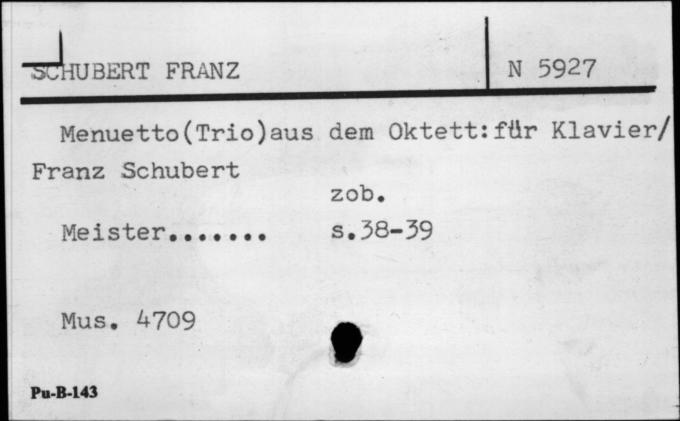 SCHUBERT FRANZ N 5927
Menuetto(Trio)aus dem Oktett:für Klavier/
Franz Schubert
zob.
Meister....... s.38-39
Mus. 4709
Pu-B-143